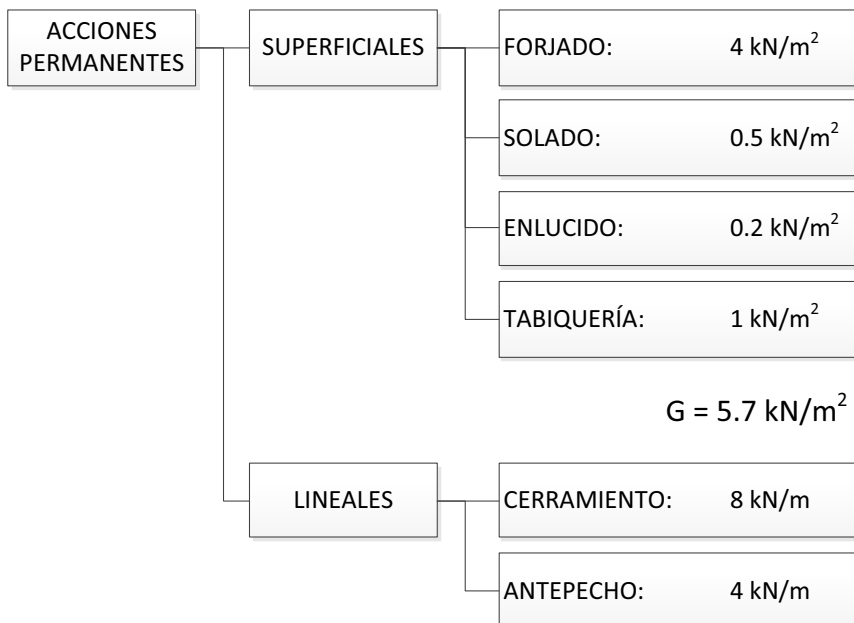 ACCIONES
PERMANENTES
SUPERFICIALES
FORJADO: 4 kN/m²
SOLADO: 0.5 kN/m²
ENLUCIDO: 0.2 kN/m²
TABIQUERÍA: 1 kN/m²
G = 5.7 kN/m²
LINEALES
CERRAMIENTO: 8 kN/m
ANTEPECHO: 4 kN/m